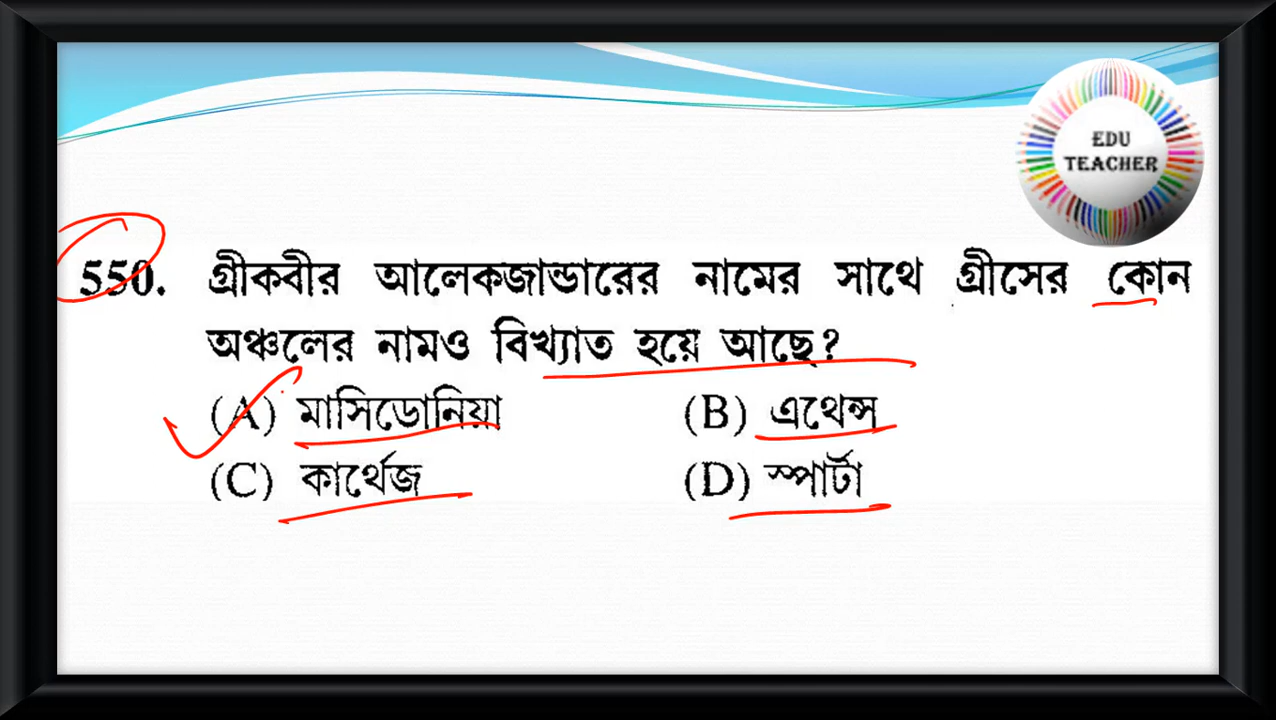 EDU
TEACHER
550. গ্রীকবীর আলেকজান্ডারের নামের সাথে গ্রীসের কোন
অঞ্চলের নামও বিখ্যাত হয়ে আছে?
(A) মাসিডোনিয়া (B) এথেন্স
(C) কার্থেজ (D) স্পার্টা